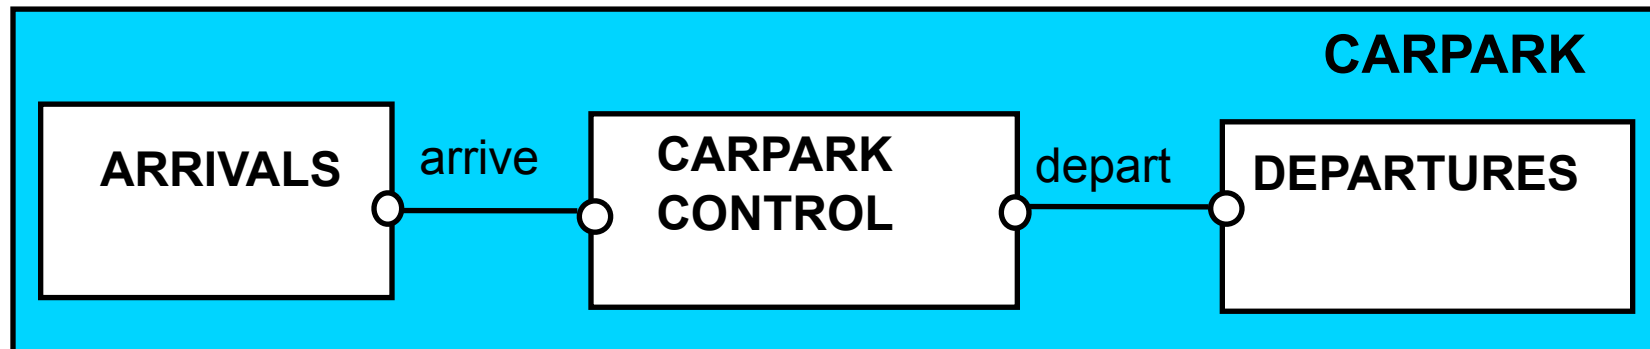 CARPARK
ARRIVALS
arrive
CARPARK
CONTROL
depart
DEPARTURES